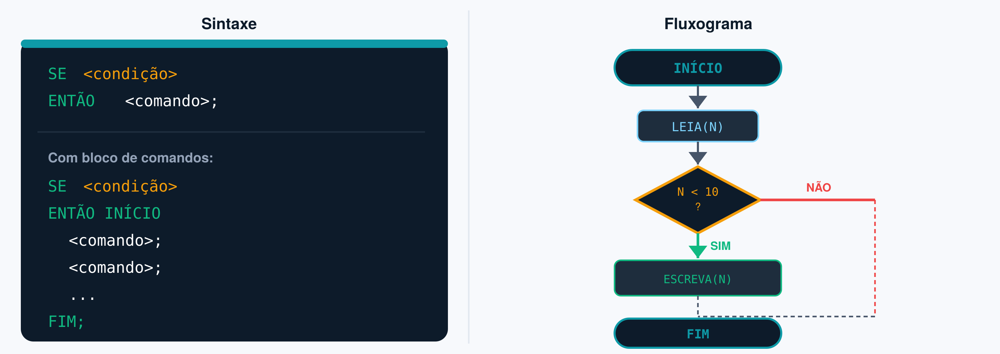 Sintaxe
SE <condição>
ENTÃO <comando>;
Com bloco de comandos:
SE <condição>
ENTÃO INÍCIO
<comando>;
<comando>;
...
FIM;
Fluxograma
INÍCIO
LEIA(N)
N < 10
?
NÃO
SIM
ESCREVA(N)
FIM